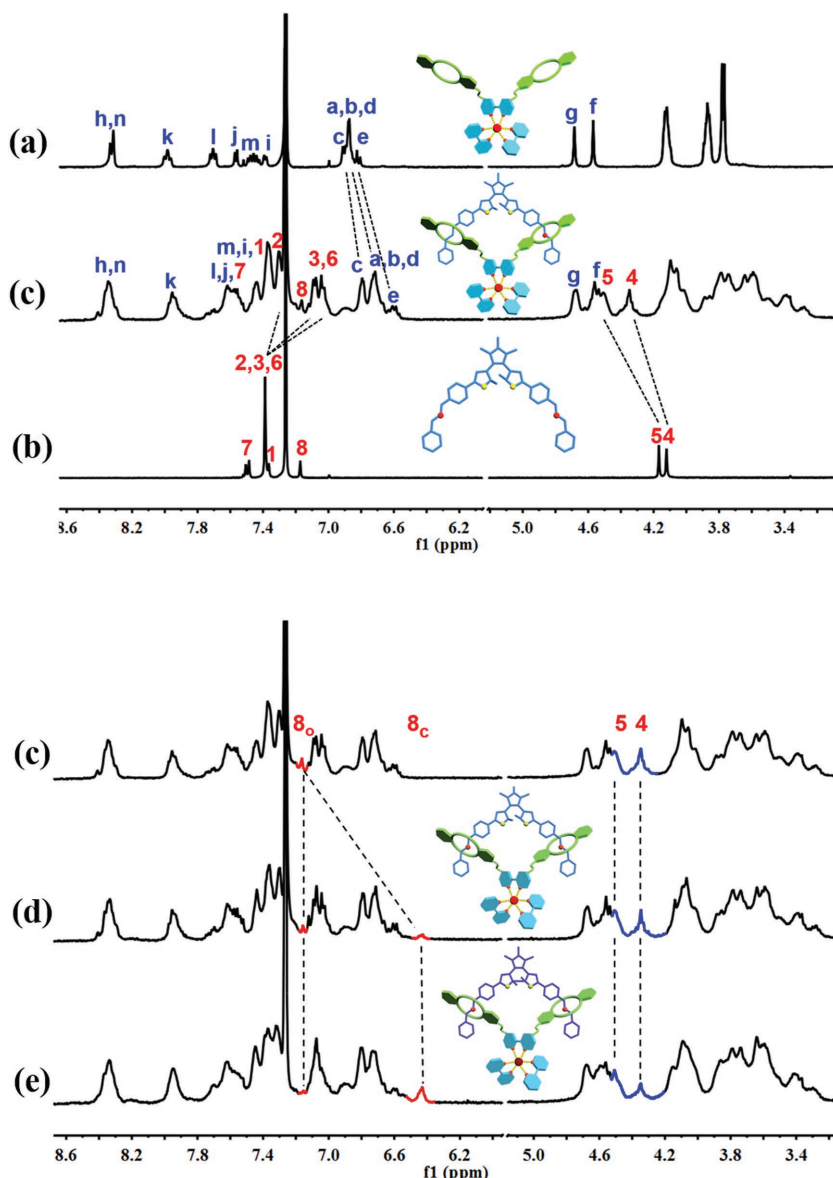 a,b,d
h,n k l j m i c e g f
(a)
m,i,1 2 3,6
h,n k l,j,7 8 c a,b,d e g f 5 4
(c)
2,3,6
7 1 8 54
(b)
8.6 8.2 7.8 7.4 7.0 6.6 6.2 5.0 4.6 4.2 3.8 3.4
f1 (ppm)
8o 8c 5 4
(c)
(d)
(e)
8.6 8.2 7.8 7.4 7.0 6.6 6.2 5.0 4.6 4.2 3.8 3.4
f1 (ppm)